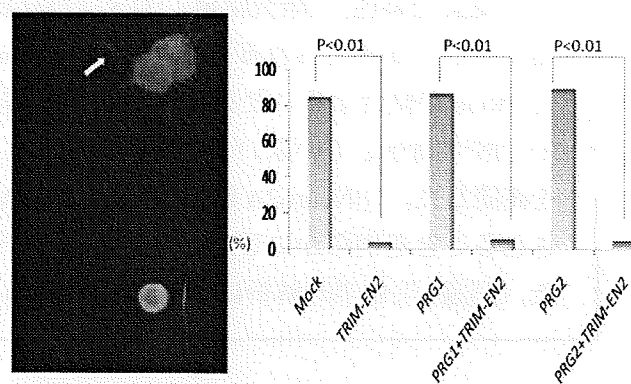 P<0.01 P<0.01 P<0.01
100
80
60
40
20
0
(%)
Mock
TRIM-EN2
PRG1
PRG1+TRIM-EN2
PRG2
PRG2+TRIM-EN2